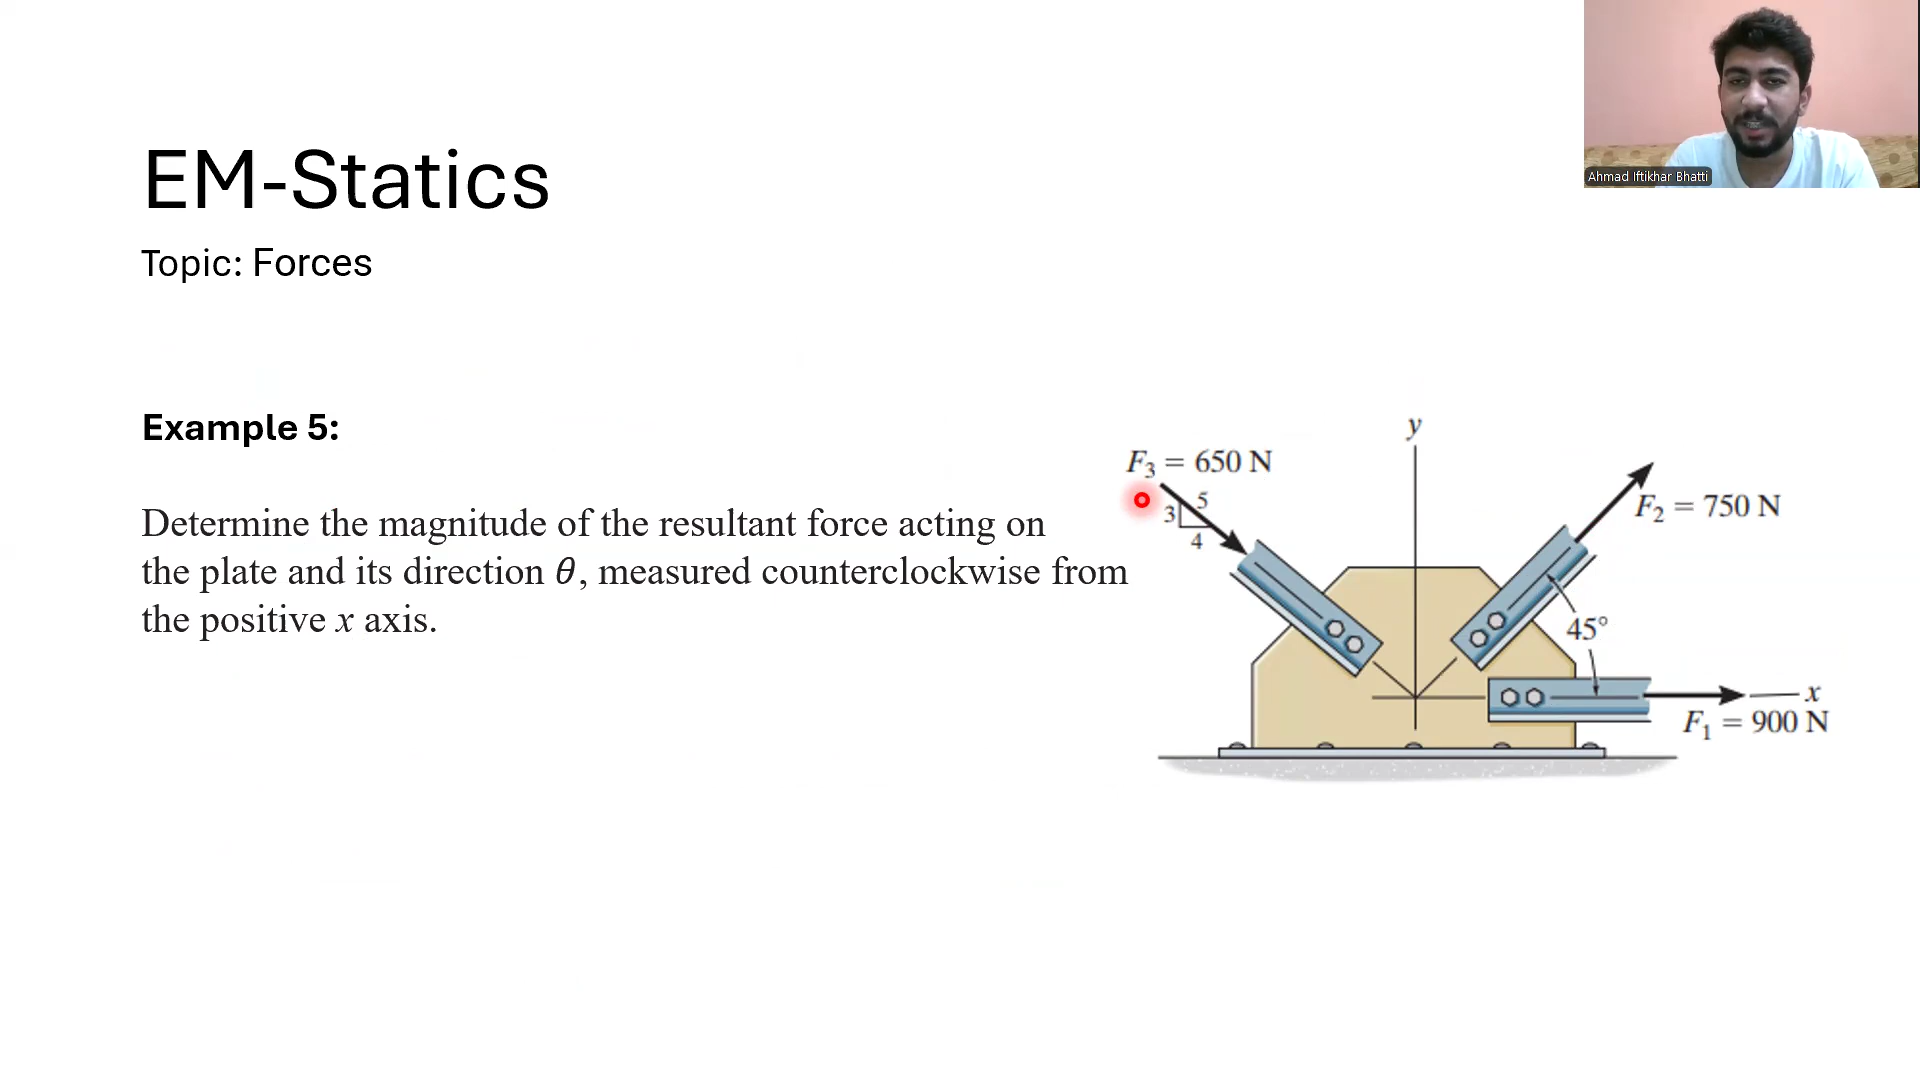 EM-Statics
Topic: Forces
Ahmad Iftikhar Bhatti
Example 5:
Determine the magnitude of the resultant force acting on
the plate and its direction θ, measured counterclockwise from
the positive x axis.
y
F₃ = 650 N
5
3
4
F₂ = 750 N
45°
x
F₁ = 900 N